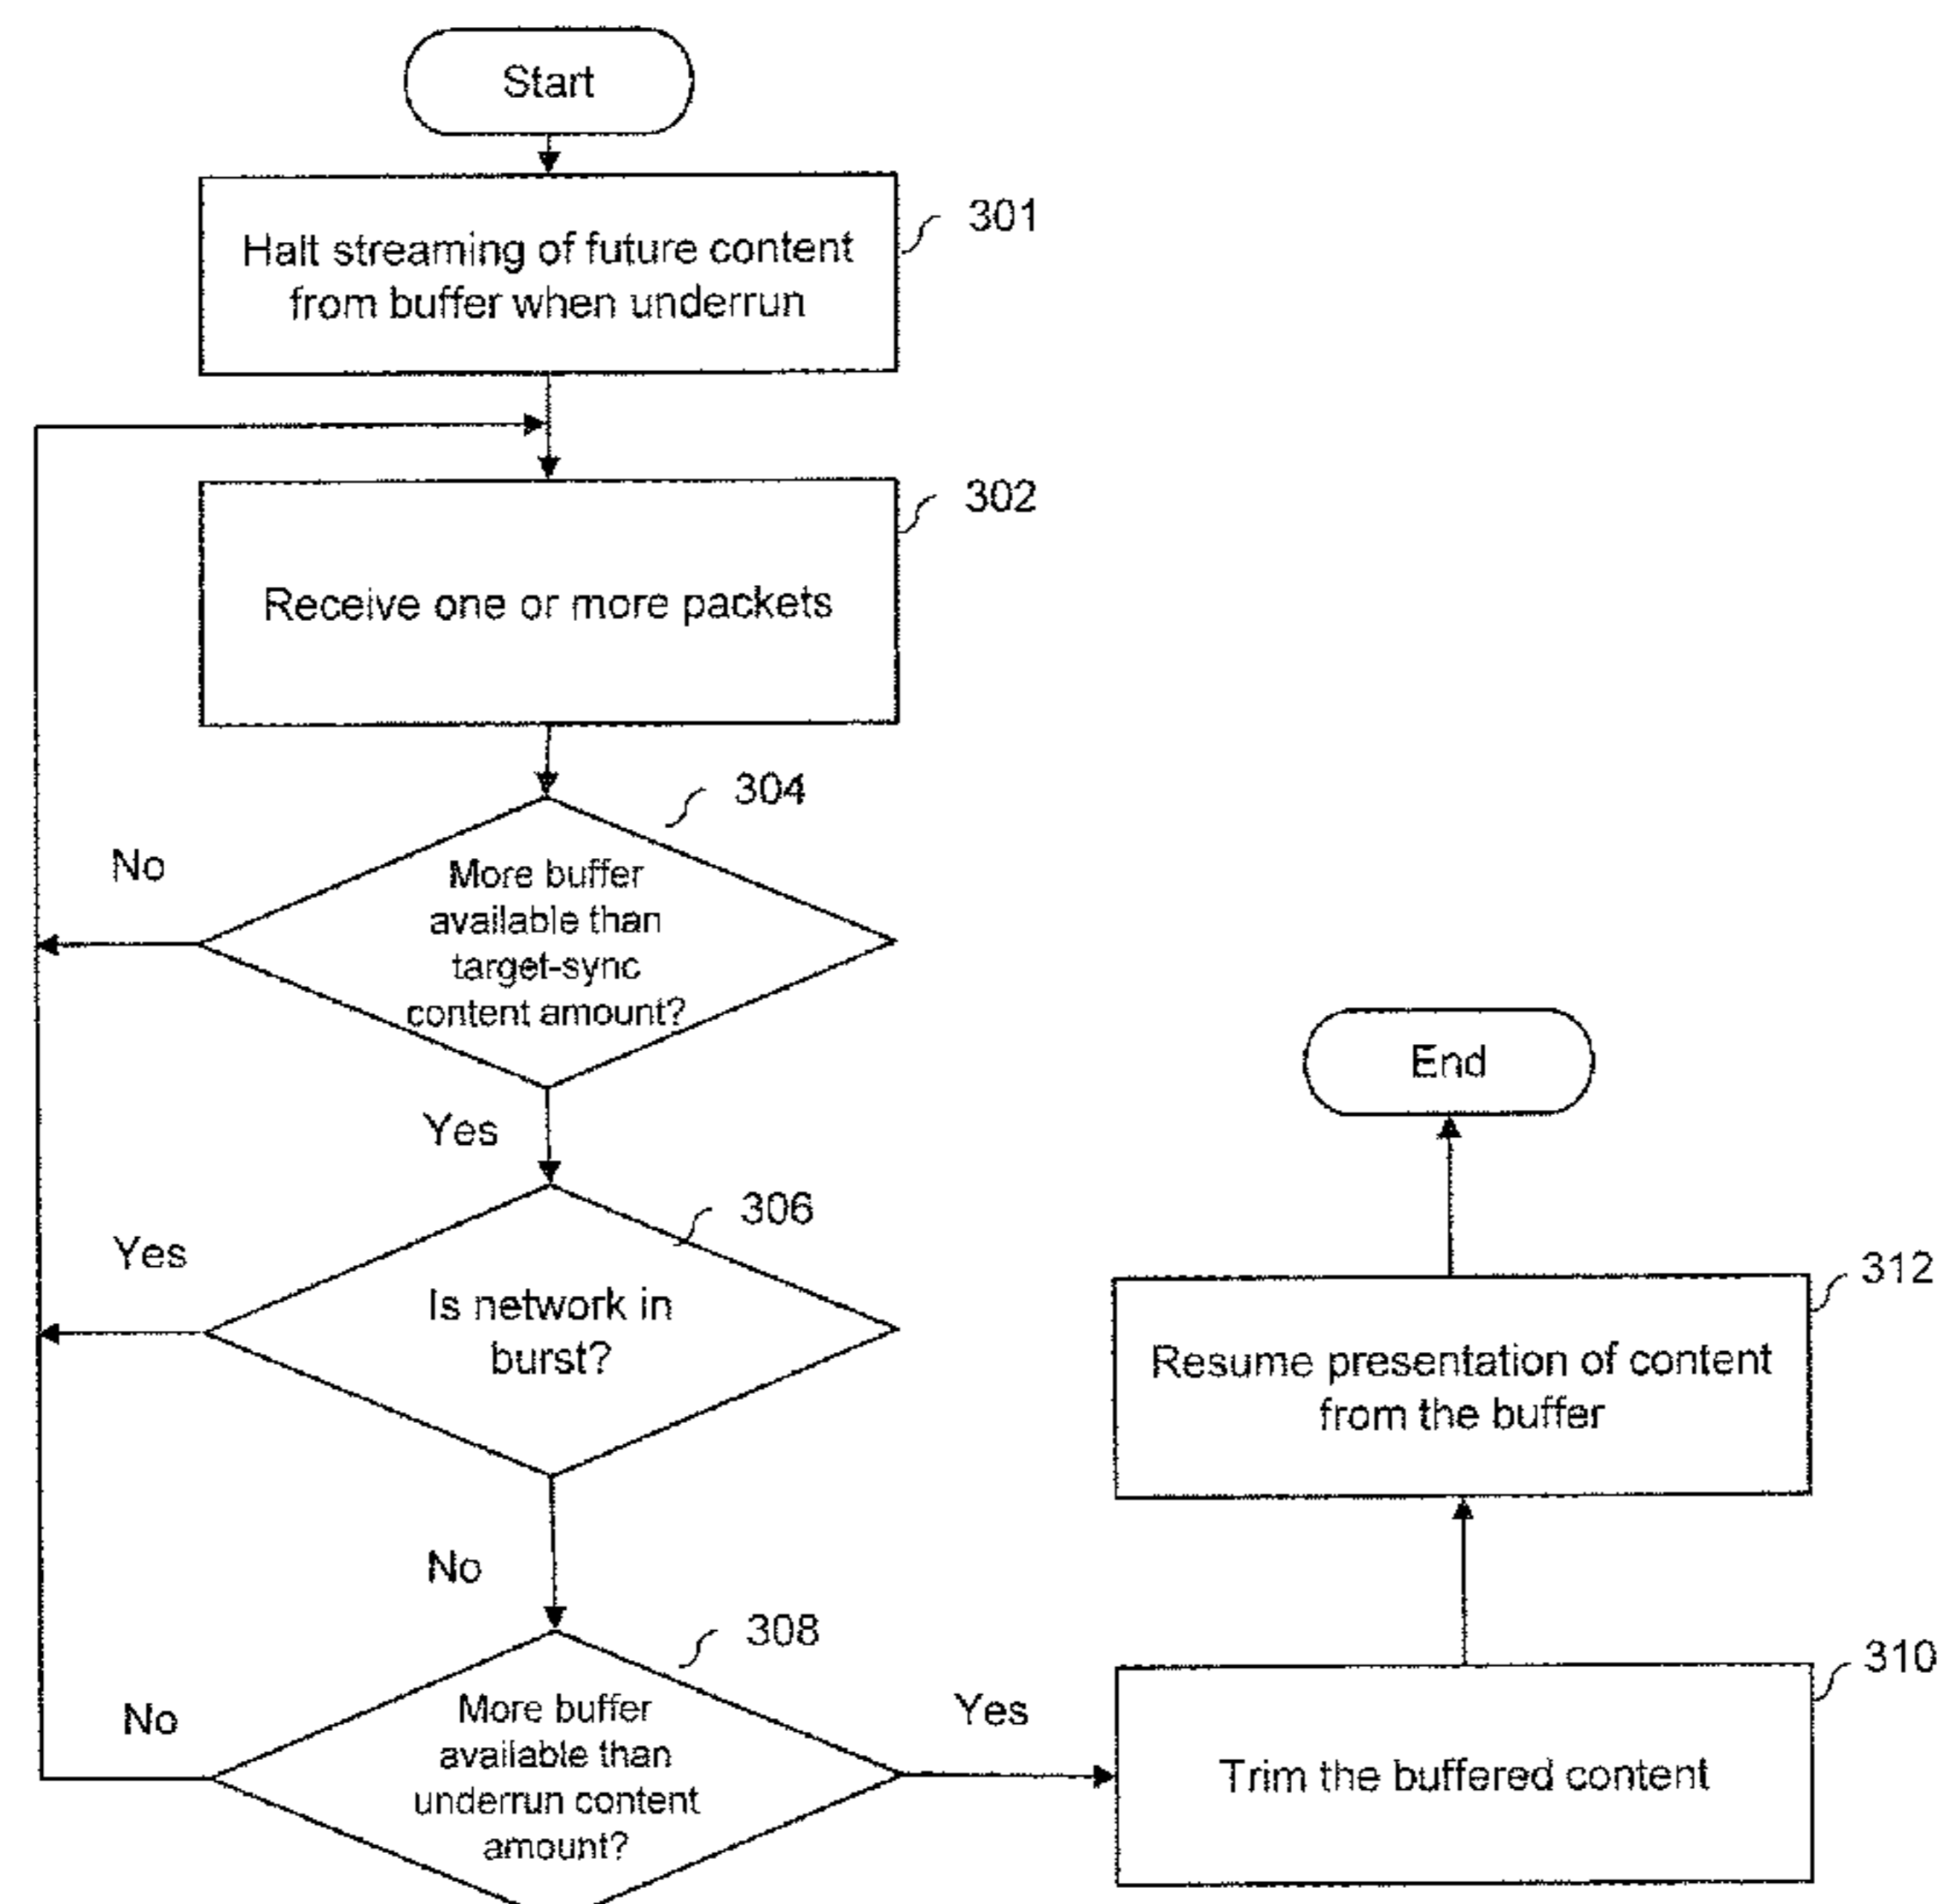 Start
Halt streaming of future content
from buffer when underrun
301
302
Receive one or more packets
304
No
More buffer
available than
target-sync
content amount?
Yes
306
Yes
Is network in
burst?
No
308
No
More buffer
available than
underrun content
amount?
Yes
310
Trim the buffered content
312
Resume presentation of content
from the buffer
End